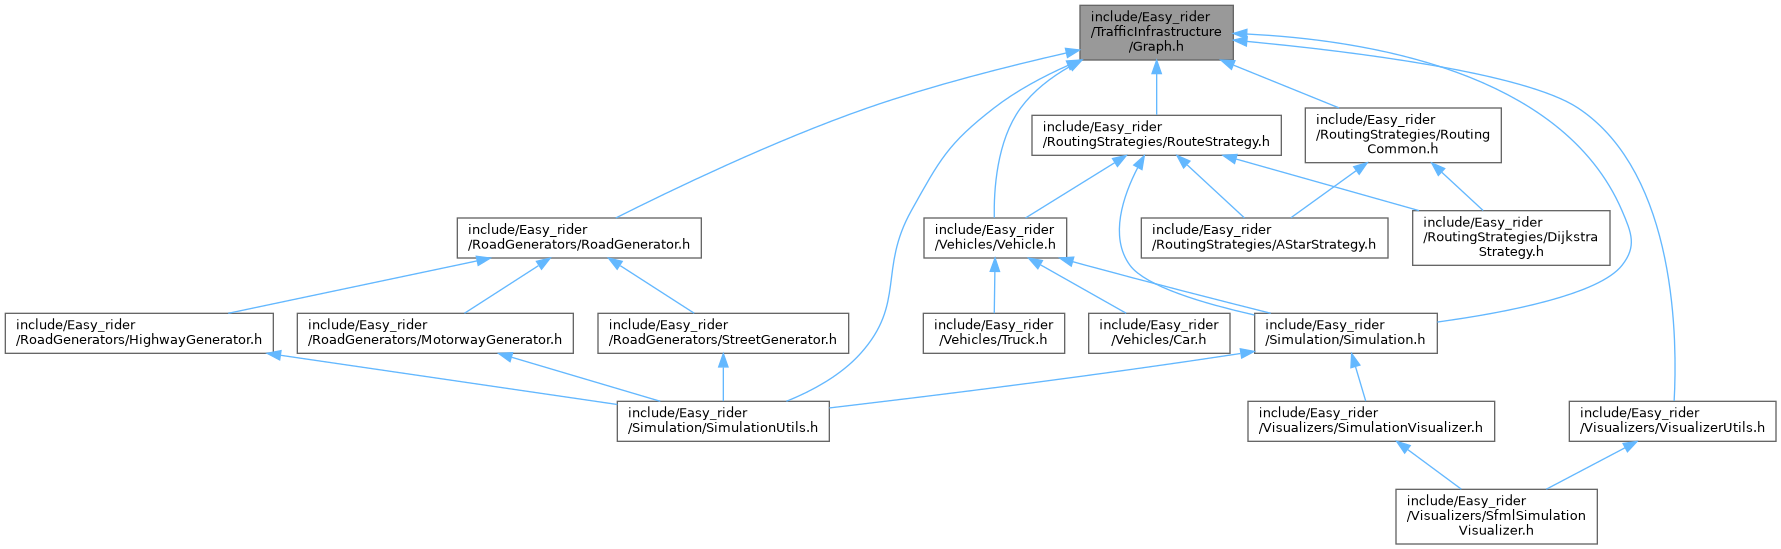 include/Easy_rider
/TrafficInfrastructure
/Graph.h
include/Easy_rider
/RoutingStrategies/RouteStrategy.h
include/Easy_rider
/RoutingStrategies/Routing
Common.h
include/Easy_rider
/RoadGenerators/RoadGenerator.h
include/Easy_rider
/Vehicles/Vehicle.h
include/Easy_rider
/RoutingStrategies/AStarStrategy.h
include/Easy_rider
/RoutingStrategies/Dijkstra
Strategy.h
include/Easy_rider
/RoadGenerators/HighwayGenerator.h
include/Easy_rider
/RoadGenerators/MotorwayGenerator.h
include/Easy_rider
/RoadGenerators/StreetGenerator.h
include/Easy_rider
/Vehicles/Truck.h
include/Easy_rider
/Vehicles/Car.h
include/Easy_rider
/Simulation/Simulation.h
include/Easy_rider
/Simulation/SimulationUtils.h
include/Easy_rider
/Visualizers/SimulationVisualizer.h
include/Easy_rider
/Visualizers/VisualizerUtils.h
include/Easy_rider
/Visualizers/SfmlSimulation
Visualizer.h